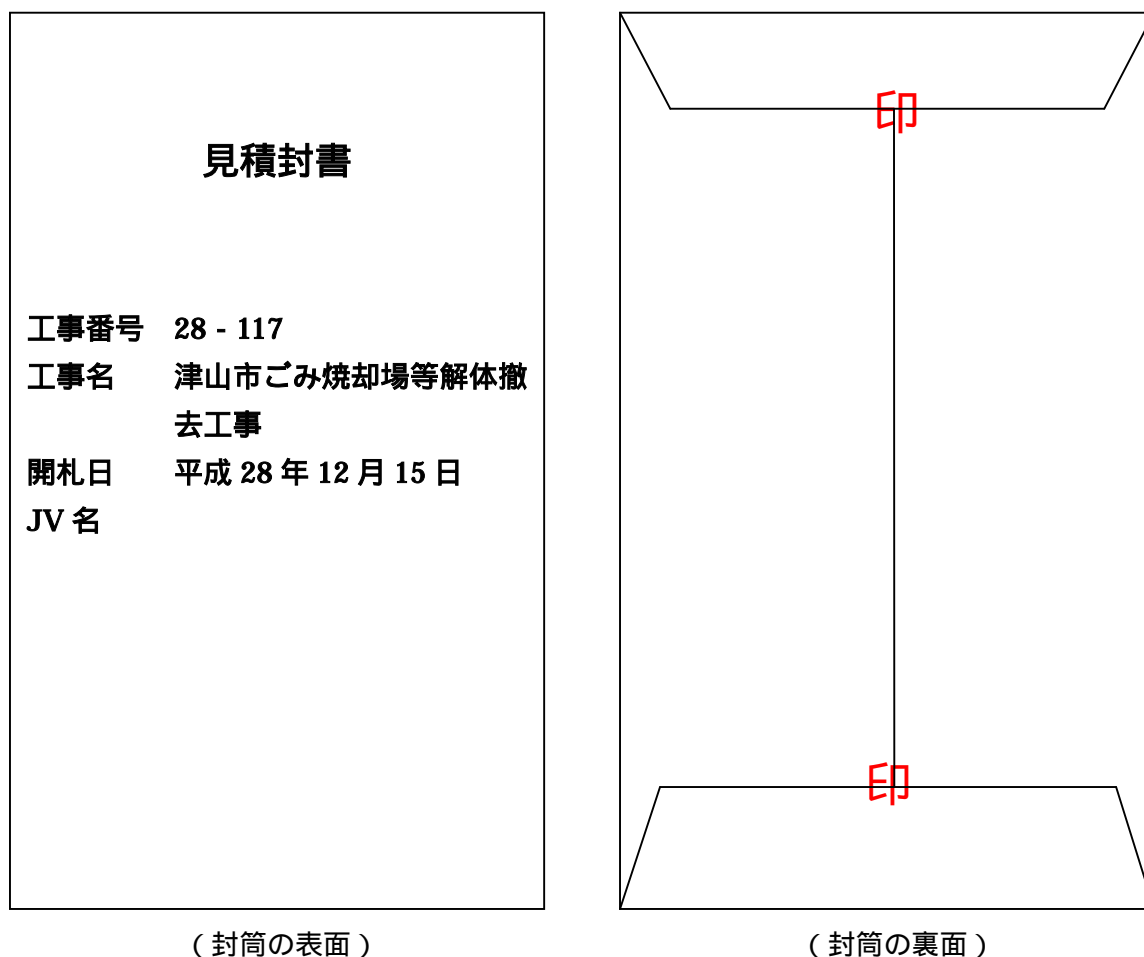 見積封書
工事番号 28 - 117
工事名 津山市ごみ焼却場等解体撤
去工事
開札日 平成 28 年 12 月 15 日
JV 名
（封筒の表面）
印
印
（封筒の裏面）